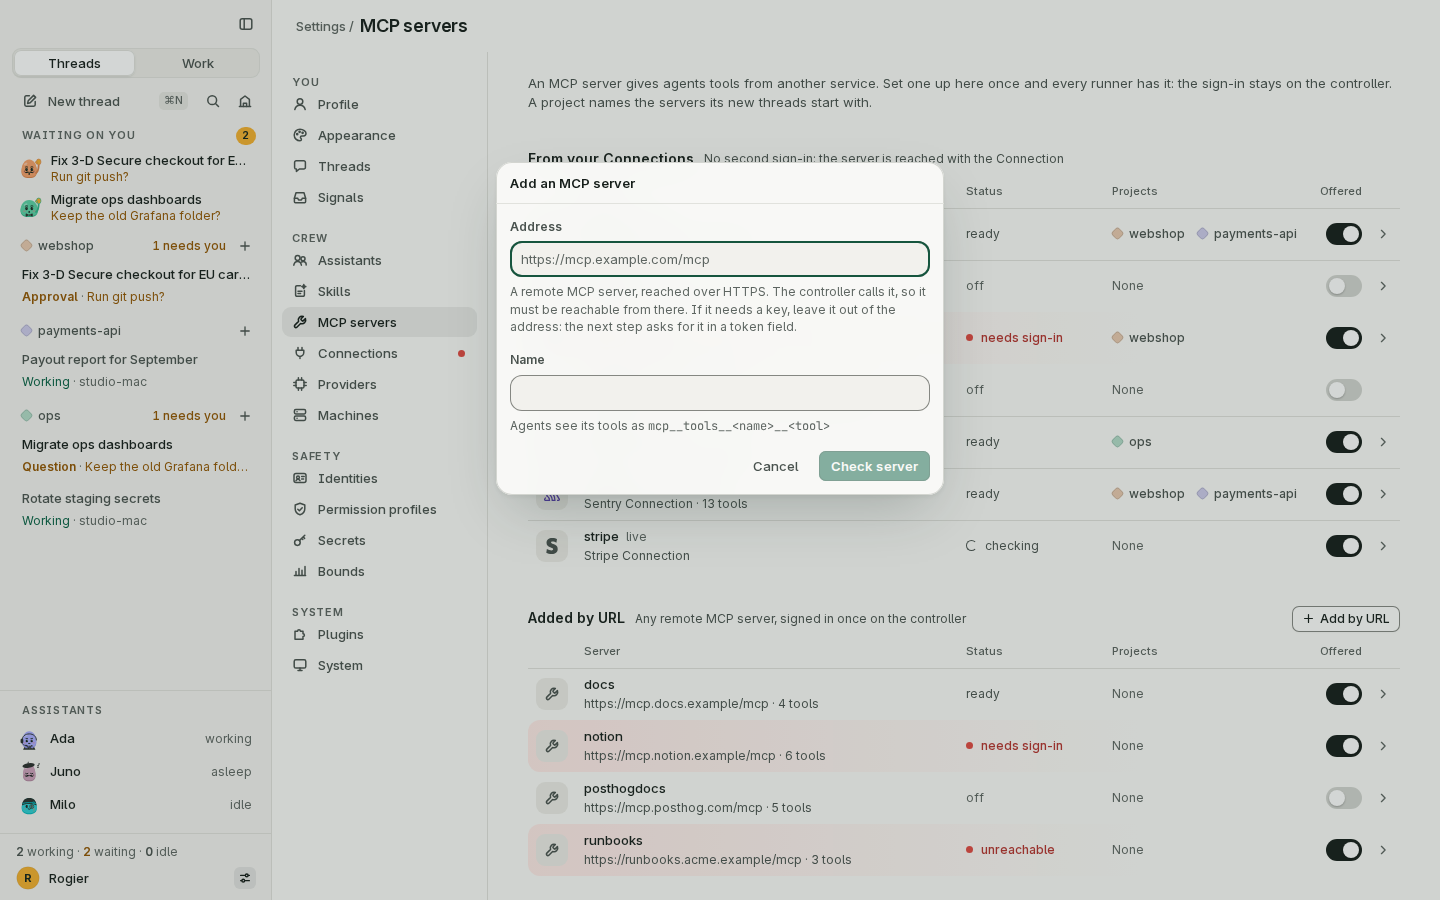 Threads
Work
New thread
⌘N
WAITING ON YOU
2
Fix 3-D Secure checkout for E…
Run git push?
Migrate ops dashboards
Keep the old Grafana folder?
webshop
1 needs you
Fix 3-D Secure checkout for EU car…
Approval · Run git push?
payments-api
Payout report for September
Working · studio-mac
ops
1 needs you
Migrate ops dashboards
Question · Keep the old Grafana fold…
Rotate staging secrets
Working · studio-mac
ASSISTANTS
Ada
working
Juno
asleep
Milo
idle
2 working · 2 waiting · 0 idle
R
Rogier
Settings / MCP servers
YOU
Profile
Appearance
Threads
Signals
CREW
Assistants
Skills
MCP servers
Connections
Providers
Machines
SAFETY
Identities
Permission profiles
Secrets
Bounds
SYSTEM
Plugins
System
An MCP server gives agents tools from another service. Set one up here once and every runner has it: the sign-in stays on the controller.
A project names the servers its new threads start with.
From your Connections
No second sign-in: the server is reached with the Connection
Status
Projects
Offered
ready
webshop
payments-api
off
None
needs sign-in
webshop
off
None
ready
ops
Sentry Connection · 13 tools
ready
webshop
payments-api
S
stripe live
Stripe Connection
checking
None
Add an MCP server
Address
https://mcp.example.com/mcp
A remote MCP server, reached over HTTPS. The controller calls it, so it
must be reachable from there. If it needs a key, leave it out of the
address: the next step asks for it in a token field.
Name
Agents see its tools as mcp__tools__<name>__<tool>
Cancel
Check server
Added by URL
Any remote MCP server, signed in once on the controller
Add by URL
Server
Status
Projects
Offered
docs
https://mcp.docs.example/mcp · 4 tools
ready
None
notion
https://mcp.notion.example/mcp · 6 tools
needs sign-in
None
posthogdocs
https://mcp.posthog.com/mcp · 5 tools
off
None
runbooks
https://runbooks.acme.example/mcp · 3 tools
unreachable
None